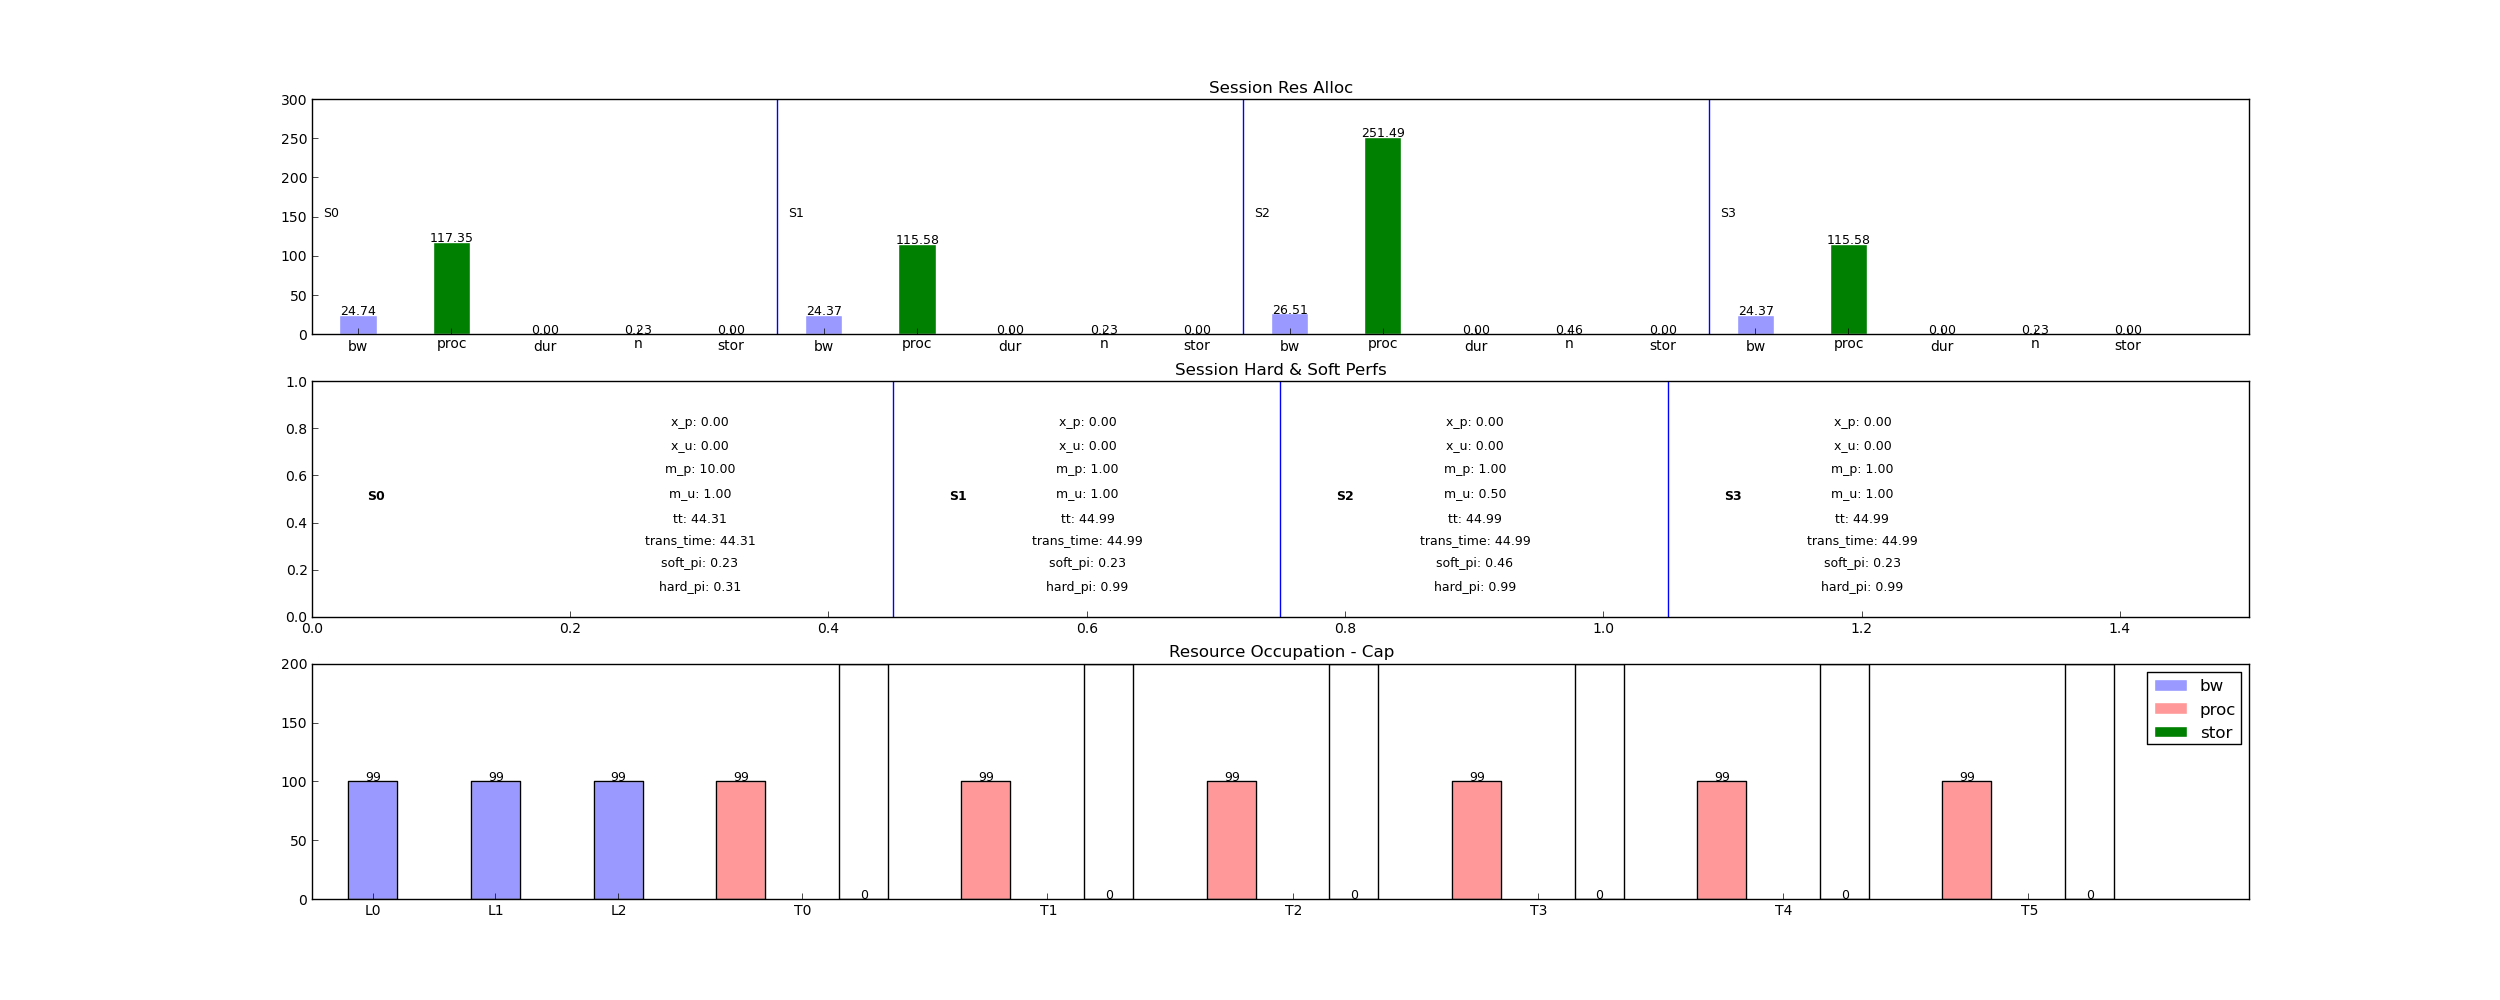 Session Res Alloc
300
250
200
150
100
50
0
S0
S1
S2
S3
24.74 117.35 0.00 0.23 0.00
24.37 115.58 0.00 0.23 0.00
26.51 251.49 0.00 0.46 0.00
24.37 115.58 0.00 0.23 0.00
bw proc dur n stor bw proc dur n stor bw proc dur n stor bw proc dur n stor
Session Hard & Soft Perfs
1.0
0.8
0.6
0.4
0.2
0.0
S0
x_p: 0.00
x_u: 0.00
m_p: 10.00
m_u: 1.00
tt: 44.31
trans_time: 44.31
soft_pi: 0.23
hard_pi: 0.31
S1
x_p: 0.00
x_u: 0.00
m_p: 1.00
m_u: 1.00
tt: 44.99
trans_time: 44.99
soft_pi: 0.23
hard_pi: 0.99
S2
x_p: 0.00
x_u: 0.00
m_p: 1.00
m_u: 0.50
tt: 44.99
trans_time: 44.99
soft_pi: 0.46
hard_pi: 0.99
S3
x_p: 0.00
x_u: 0.00
m_p: 1.00
m_u: 1.00
tt: 44.99
trans_time: 44.99
soft_pi: 0.23
hard_pi: 0.99
0.0 0.2 0.4 0.6 0.8 1.0 1.2 1.4
Resource Occupation - Cap
200
150
100
50
0
bw
proc
stor
99 99 99 99 99 99 99 99 99
0 0 0 0 0 0
L0 L1 L2 T0 T1 T2 T3 T4 T5